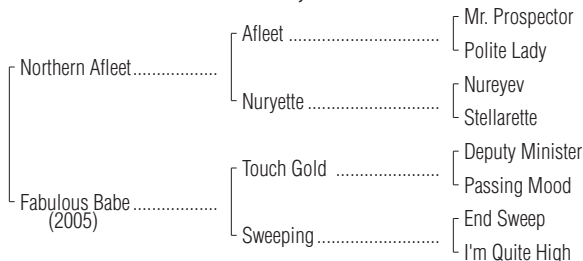 Mr. Prospector
Afleet ..................................
Polite Lady
Northern Afleet...................
Nureyev
Nuryette ..............................
Stellarette
Deputy Minister
Touch Gold .......................
Passing Mood
Fabulous Babe ...................
(2005)
End Sweep
Sweeping............................
I'm Quite High